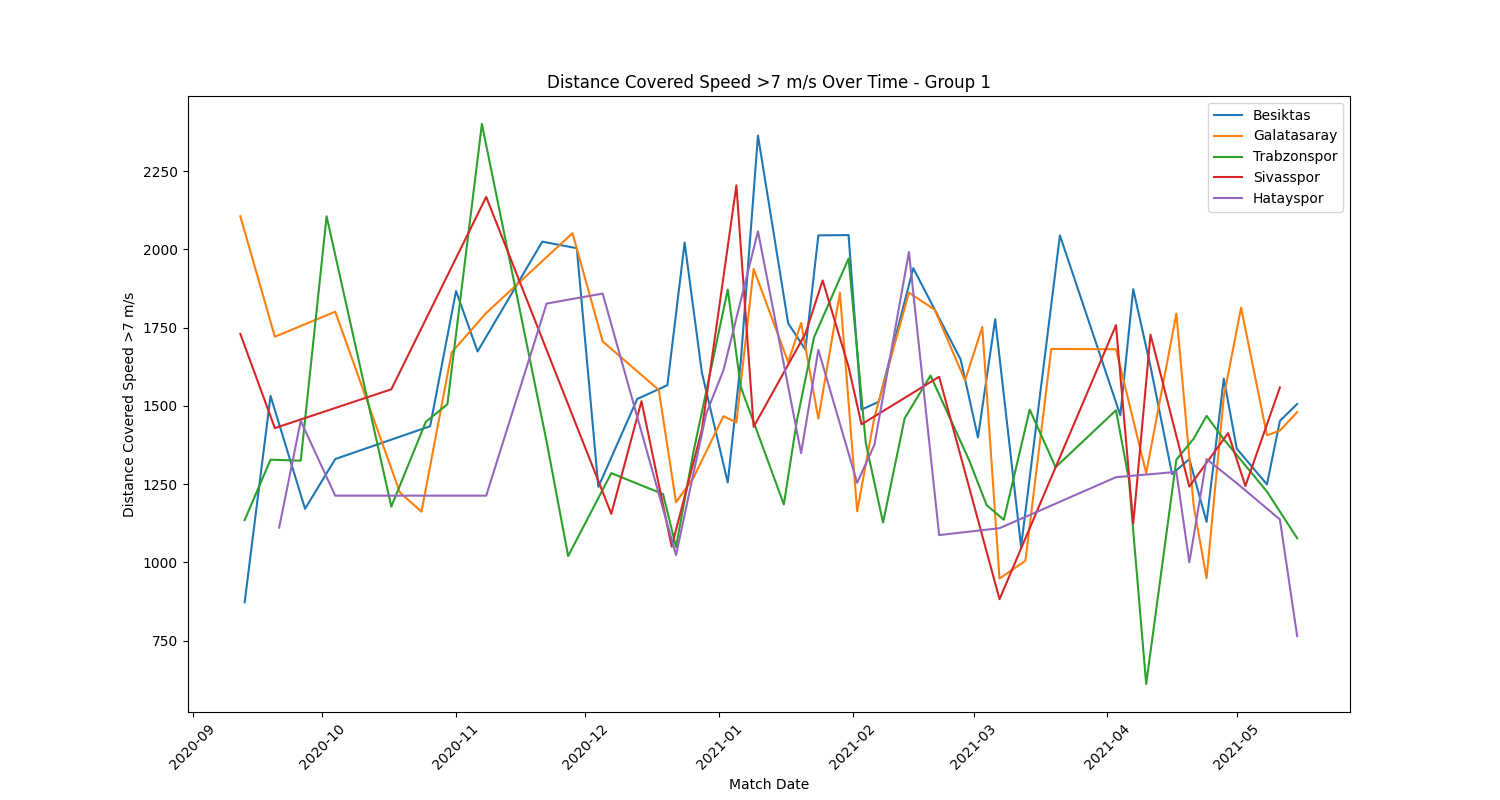 Distance Covered Speed >7 m/s Over Time - Group 1
Besiktas
Galatasaray
Trabzonspor
Sivasspor
Hatayspor
Distance Covered Speed >7 m/s
2250
2000
1750
1500
1250
1000
750
2020-09
2020-10
2020-11
2020-12
2021-01
2021-02
2021-03
2021-04
2021-05
Match Date